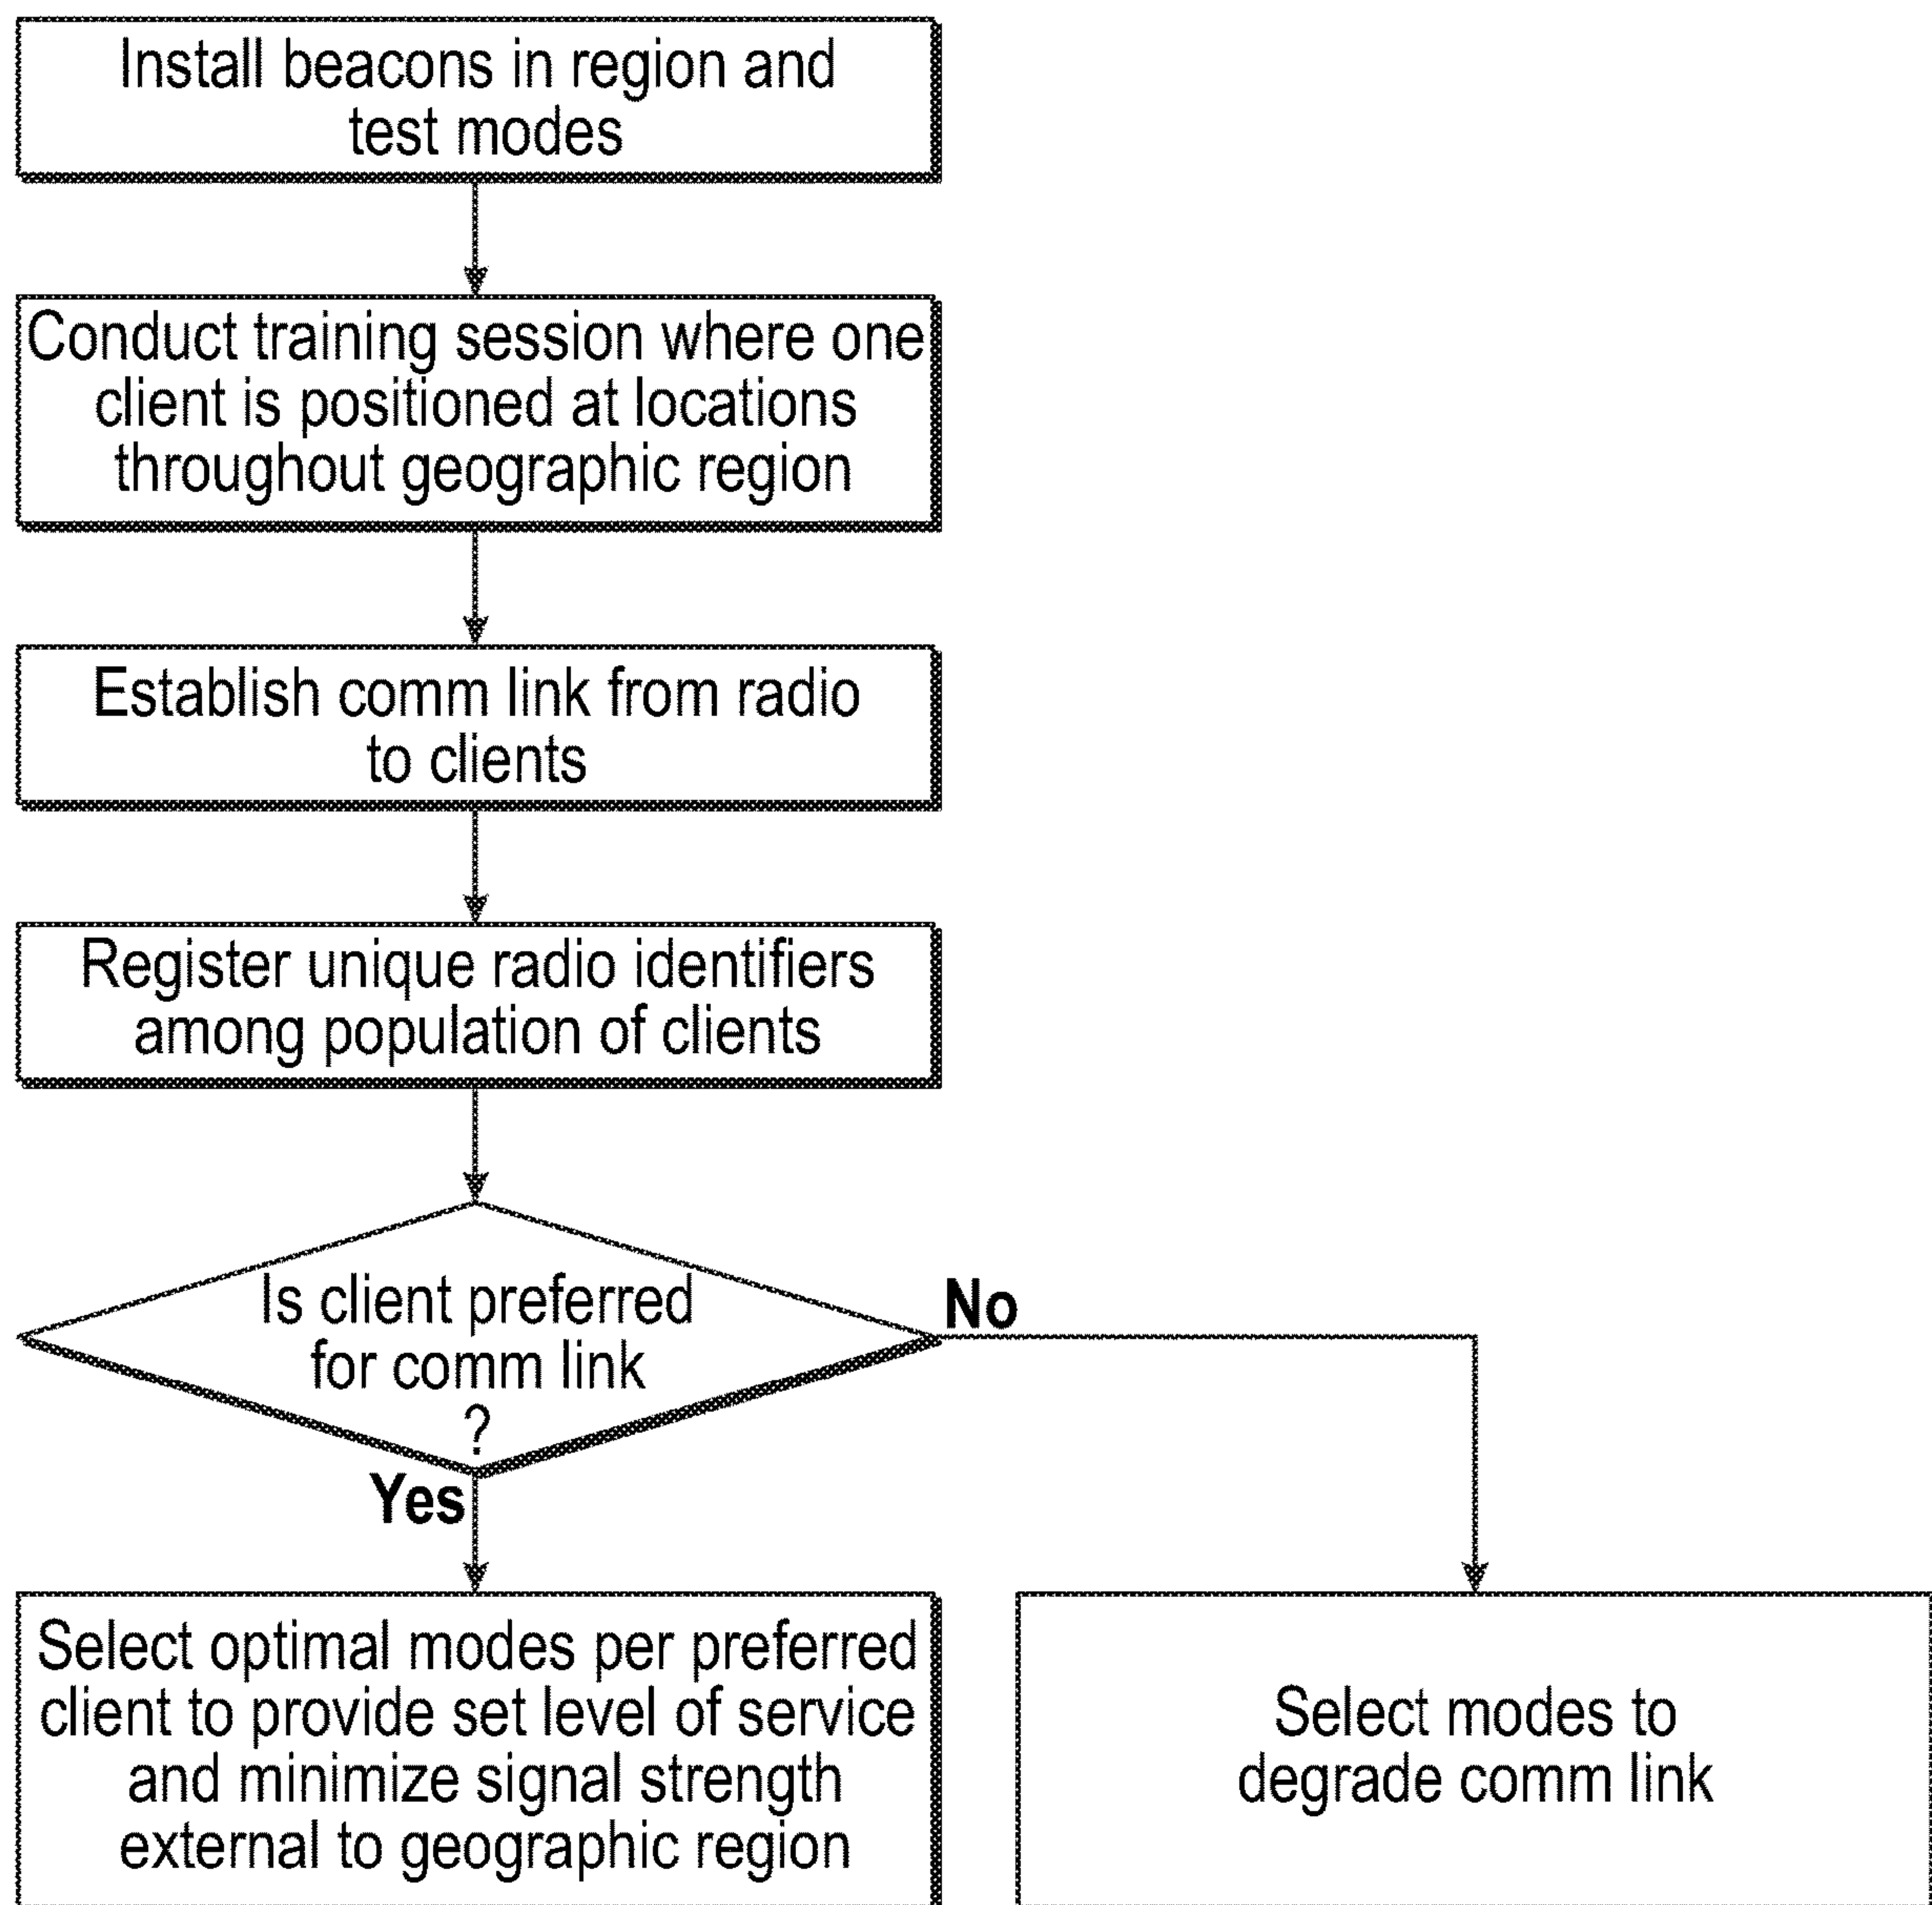 Install beacons in region and
test modes
Conduct training session where one
client is positioned at locations
throughout geographic region
Establish comm link from radio
to clients
Register unique radio identifiers
among population of clients
Is client preferred
for comm link
?
No
Yes
Select optimal modes per preferred
client to provide set level of service
and minimize signal strength
external to geographic region
Select modes to
degrade comm link